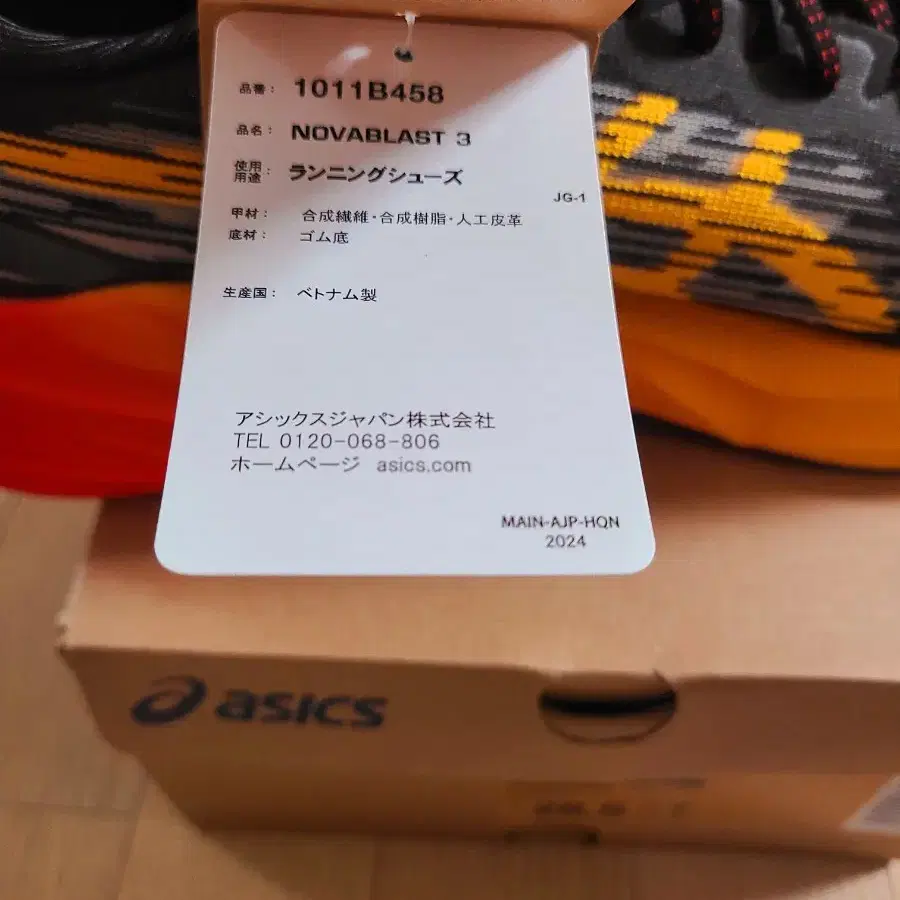 品番: 1011B458
品名: NOVABLAST 3
使用用途: ランニングシューズ
JG-1
甲材: 合成繊維・合成樹脂・人工皮革
底材: ゴム底
生産国: ベトナム製
アシックスジャパン株式会社
TEL 0120-068-806
ホームページ asics.com
MAIN-AJP-HQN
2024
asics